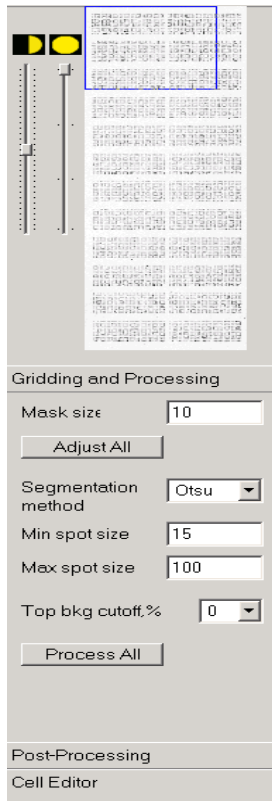 Gridding and Processing
Mask size 10
Adjust All
Segmentation
method Otsu
Min spot size 15
Max spot size 100
Top bkg cutoff,% 0
Process All
Post-Processing
Cell Editor